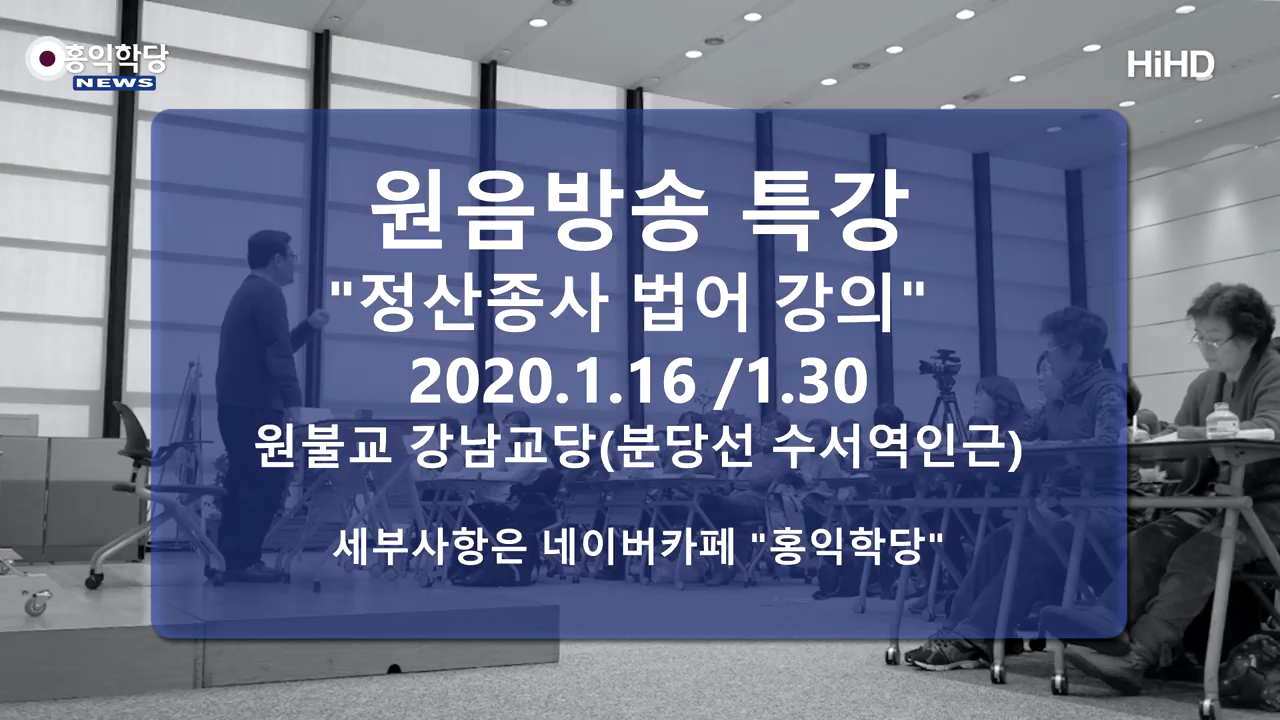 홍익학당
NEWS
HiHD
원음방송 특강
"정산종사 법어 강의"
2020.1.16 /1.30
원불교 강남교당(분당선 수서역인근)
세부사항은 네이버카페 "홍익학당"